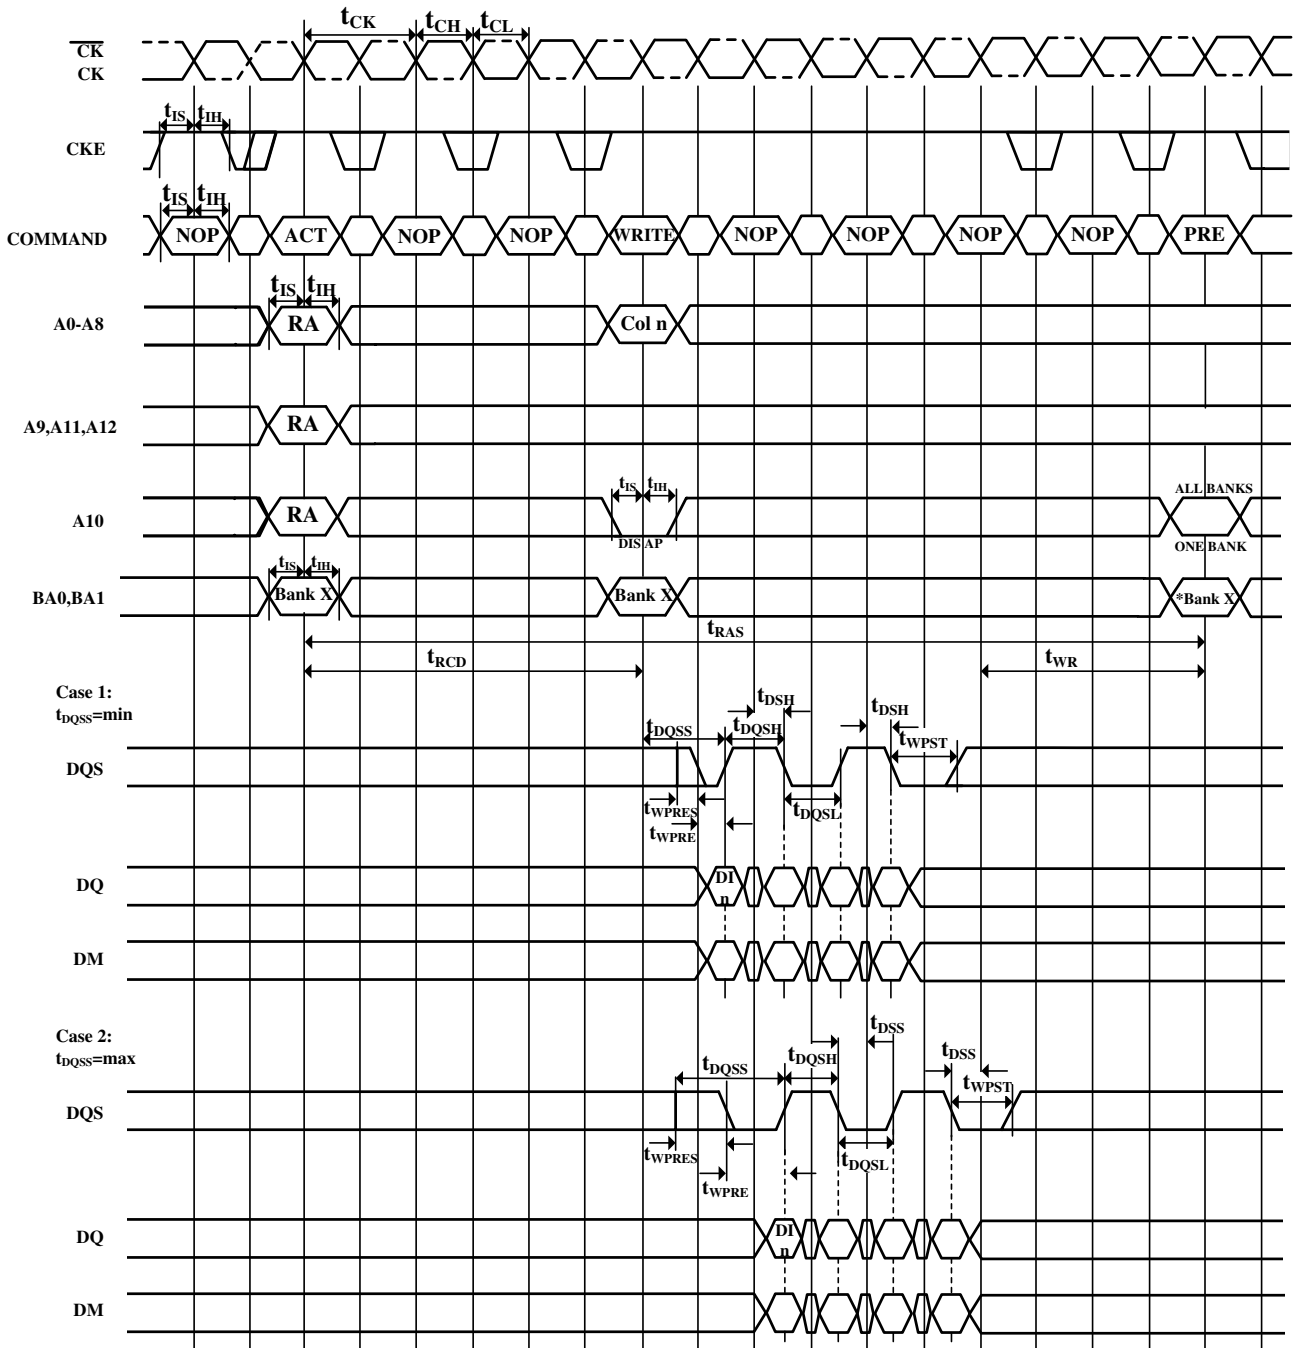 tCK tCH tCL
CK
CK
tIS tIH
CKE
tIS tIH
COMMAND NOP ACT NOP NOP WRITE NOP NOP NOP NOP PRE
tIS tIH
A0-A8 RA Col n
A9,A11,A12 RA
tIS tIH ALL BANKS
A10 RA
DIS AP ONE BANK
tIS tIH
BA0,BA1 Bank X Bank X *Bank X
tRAS
tRCD tWR
Case 1:
tDQSS=min
tDSH tDSH
tDQSS tDQSH tWPST
DQS
tWPRES tDQSL
tWPRE
DQ DI
n
DM
Case 2:
tDQSS=max
tDSS
tDQSS tDQSH tDSS
tWPST
DQS
tWPRES tDQSL
tWPRE
DQ DI
n
DM